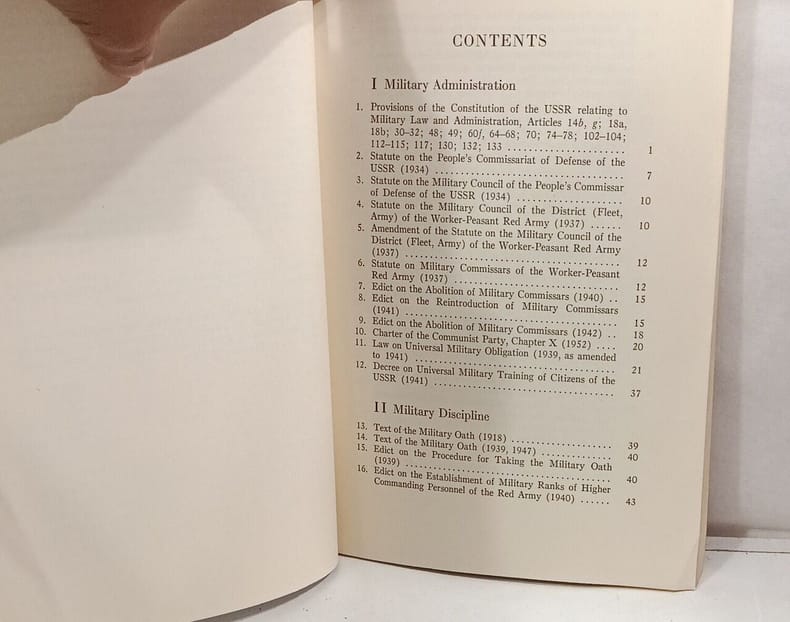 CONTENTS
I Military Administration
1. Provisions of the Constitution of the USSR relating to
Military Law and Administration, Articles 14b, g; 18a,
18b; 30–32; 48; 49; 60f, 64–68; 70; 74–78; 102–104;
112–115; 117; 130; 132; 133 ...................... 1
2. Statute on the People's Commissariat of Defense of the
USSR (1934) .................................... 7
3. Statute on the Military Council of the People's Commissar
of Defense of the USSR (1934) .................... 10
4. Statute on the Military Council of the District (Fleet,
Army) of the Worker-Peasant Red Army (1937) ...... 10
5. Amendment of the Statute on the Military Council of the
District (Fleet, Army) of the Worker-Peasant Red Army
(1937) ......................................... 12
6. Statute on Military Commissars of the Worker-Peasant
Red Army (1937) ................................ 12
7. Edict on the Abolition of Military Commissars (1940) .. 15
8. Edict on the Reintroduction of Military Commissars
(1941) ......................................... 15
9. Edict on the Abolition of Military Commissars (1942) .. 18
10. Charter of the Communist Party, Chapter X (1952) .... 20
11. Law on Universal Military Obligation (1939, as amended
to 1941) ....................................... 21
12. Decree on Universal Military Training of Citizens of the
USSR (1941) .................................... 37
II Military Discipline
13. Text of the Military Oath (1918) .................... 39
14. Text of the Military Oath (1939, 1947) .............. 40
15. Edict on the Procedure for Taking the Military Oath
(1939) ......................................... 40
16. Edict on the Establishment of Military Ranks of Higher
Commanding Personnel of the Red Army (1940) ...... 43